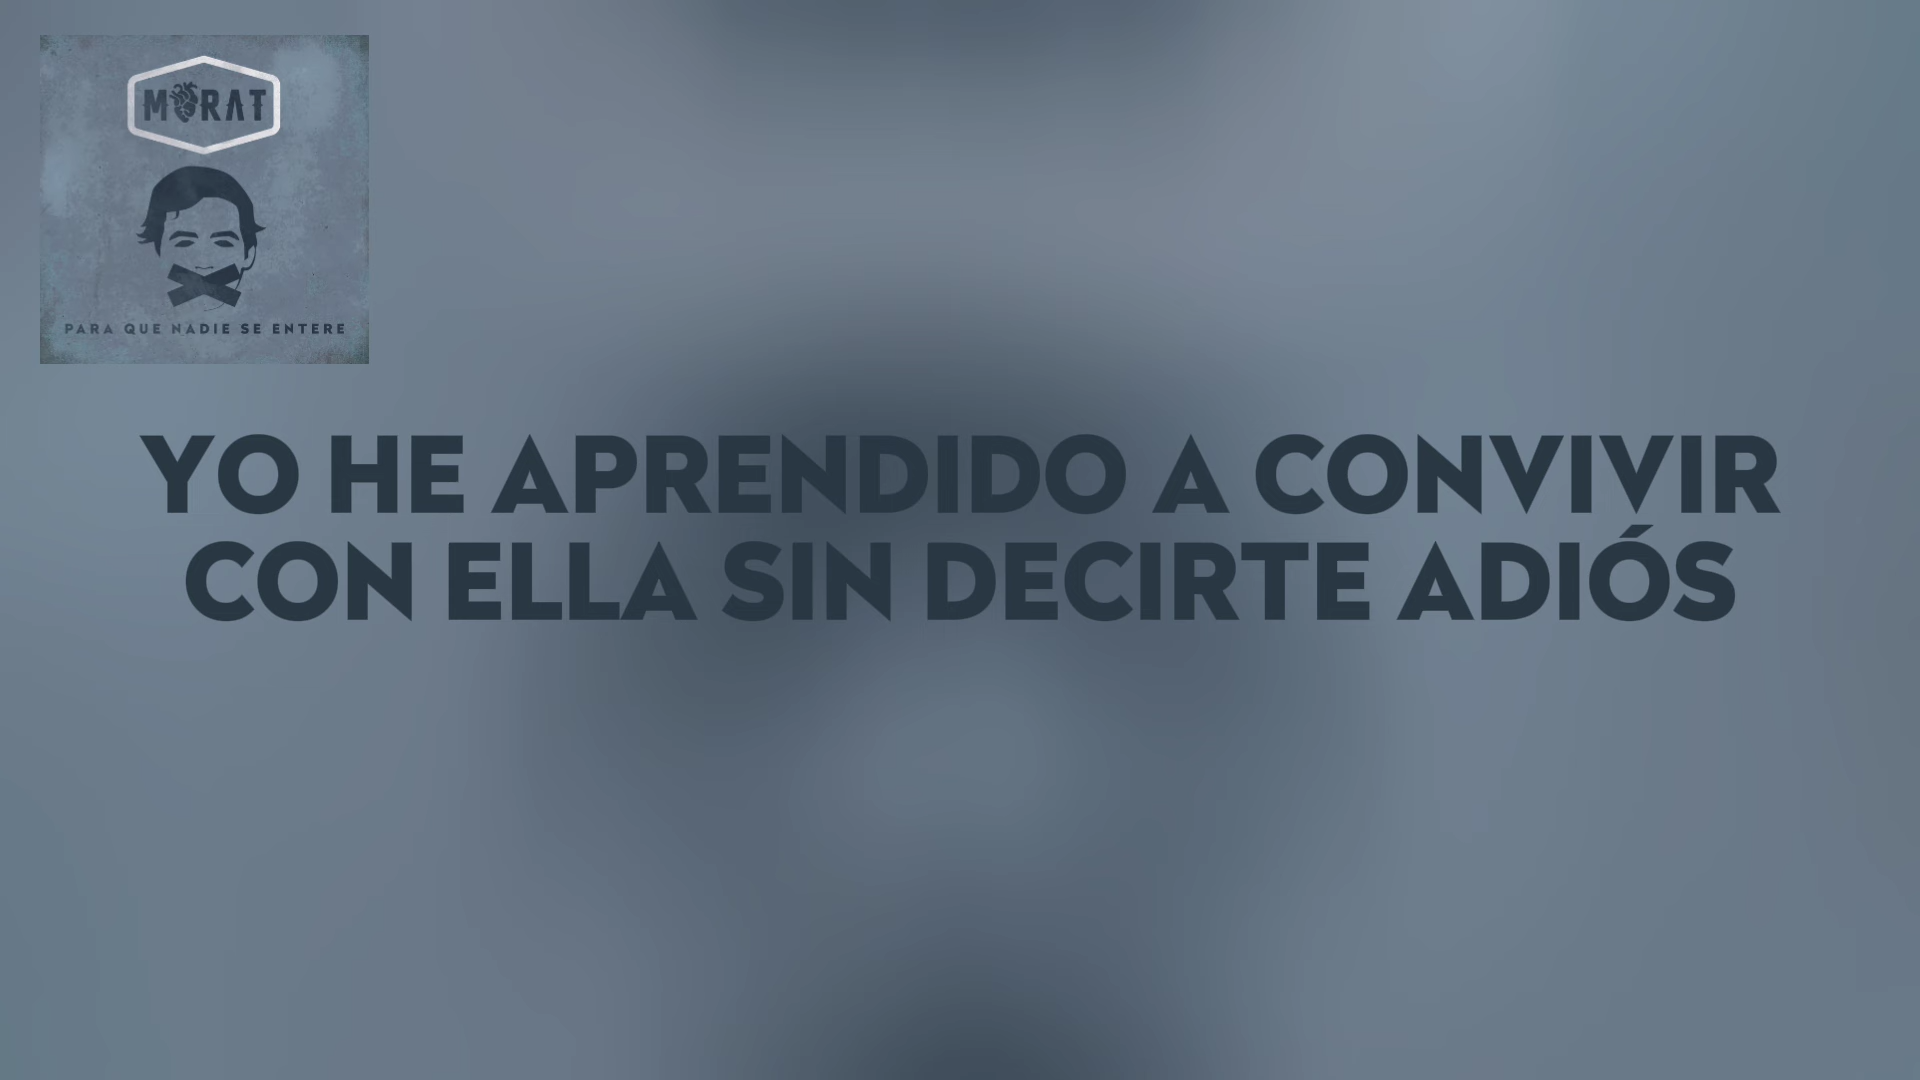 MORAT
PARA QUE NADIE SE ENTERE
YO HE APRENDIDO A CONVIVIR
CON ELLA SIN DECIRTE ADIÓS